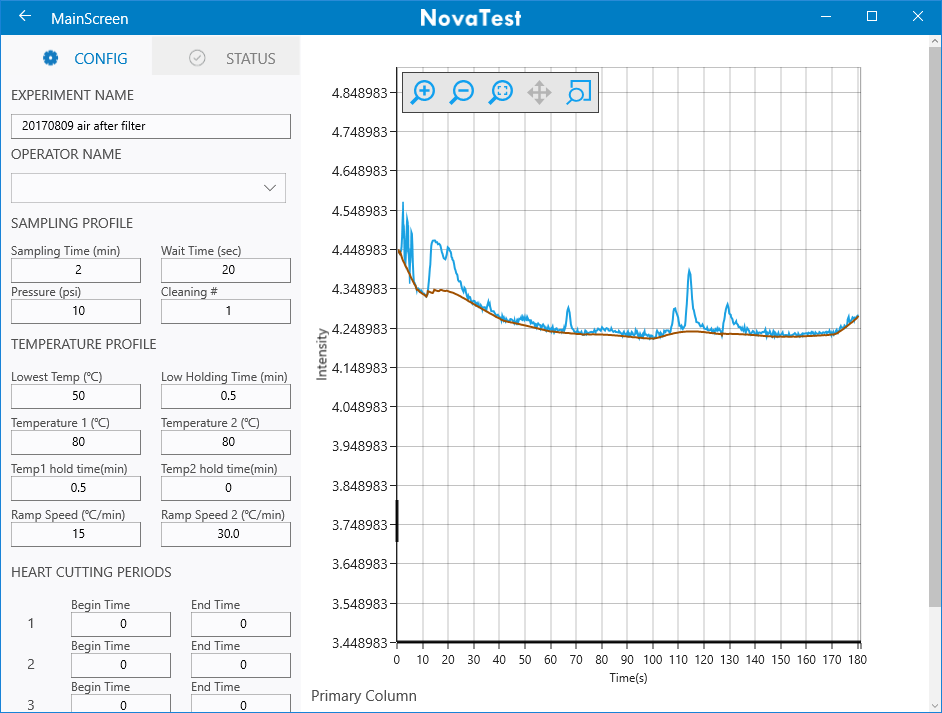 MainScreen
NovaTest
CONFIG
STATUS
EXPERIMENT NAME
20170809 air after filter
OPERATOR NAME
SAMPLING PROFILE
Sampling Time (min)
Wait Time (sec)
2
20
Pressure (psi)
Cleaning #
10
1
TEMPERATURE PROFILE
Lowest Temp (℃)
Low Holding Time (min)
50
0.5
Temperature 1 (℃)
Temperature 2 (℃)
80
80
Temp1 hold time(min)
Temp2 hold time(min)
0.5
0
Ramp Speed (℃/min)
Ramp Speed 2 (℃/min)
15
30.0
HEART CUTTING PERIODS
Begin Time
End Time
1
0
0
Begin Time
End Time
2
0
0
Begin Time
End Time
3
0
0
4.848983
4.748983
4.648983
4.548983
4.448983
4.348983
4.248983
4.148983
4.048983
3.948983
3.848983
3.748983
3.648983
3.548983
3.448983
Intensity
0 10 20 30 40 50 60 70 80 90 100 110 120 130 140 150 160 170 180
Time(s)
Primary Column